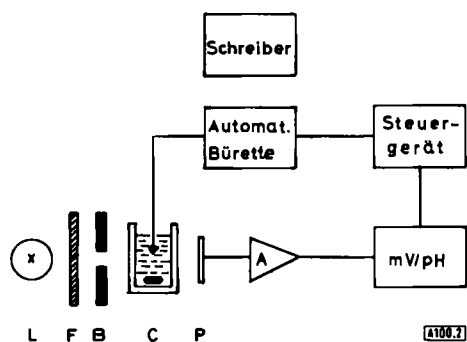 Schreiber
Automat.
Bürette
Steuer-
gerät
x
A
mV/pH
L F B C P
A100.2